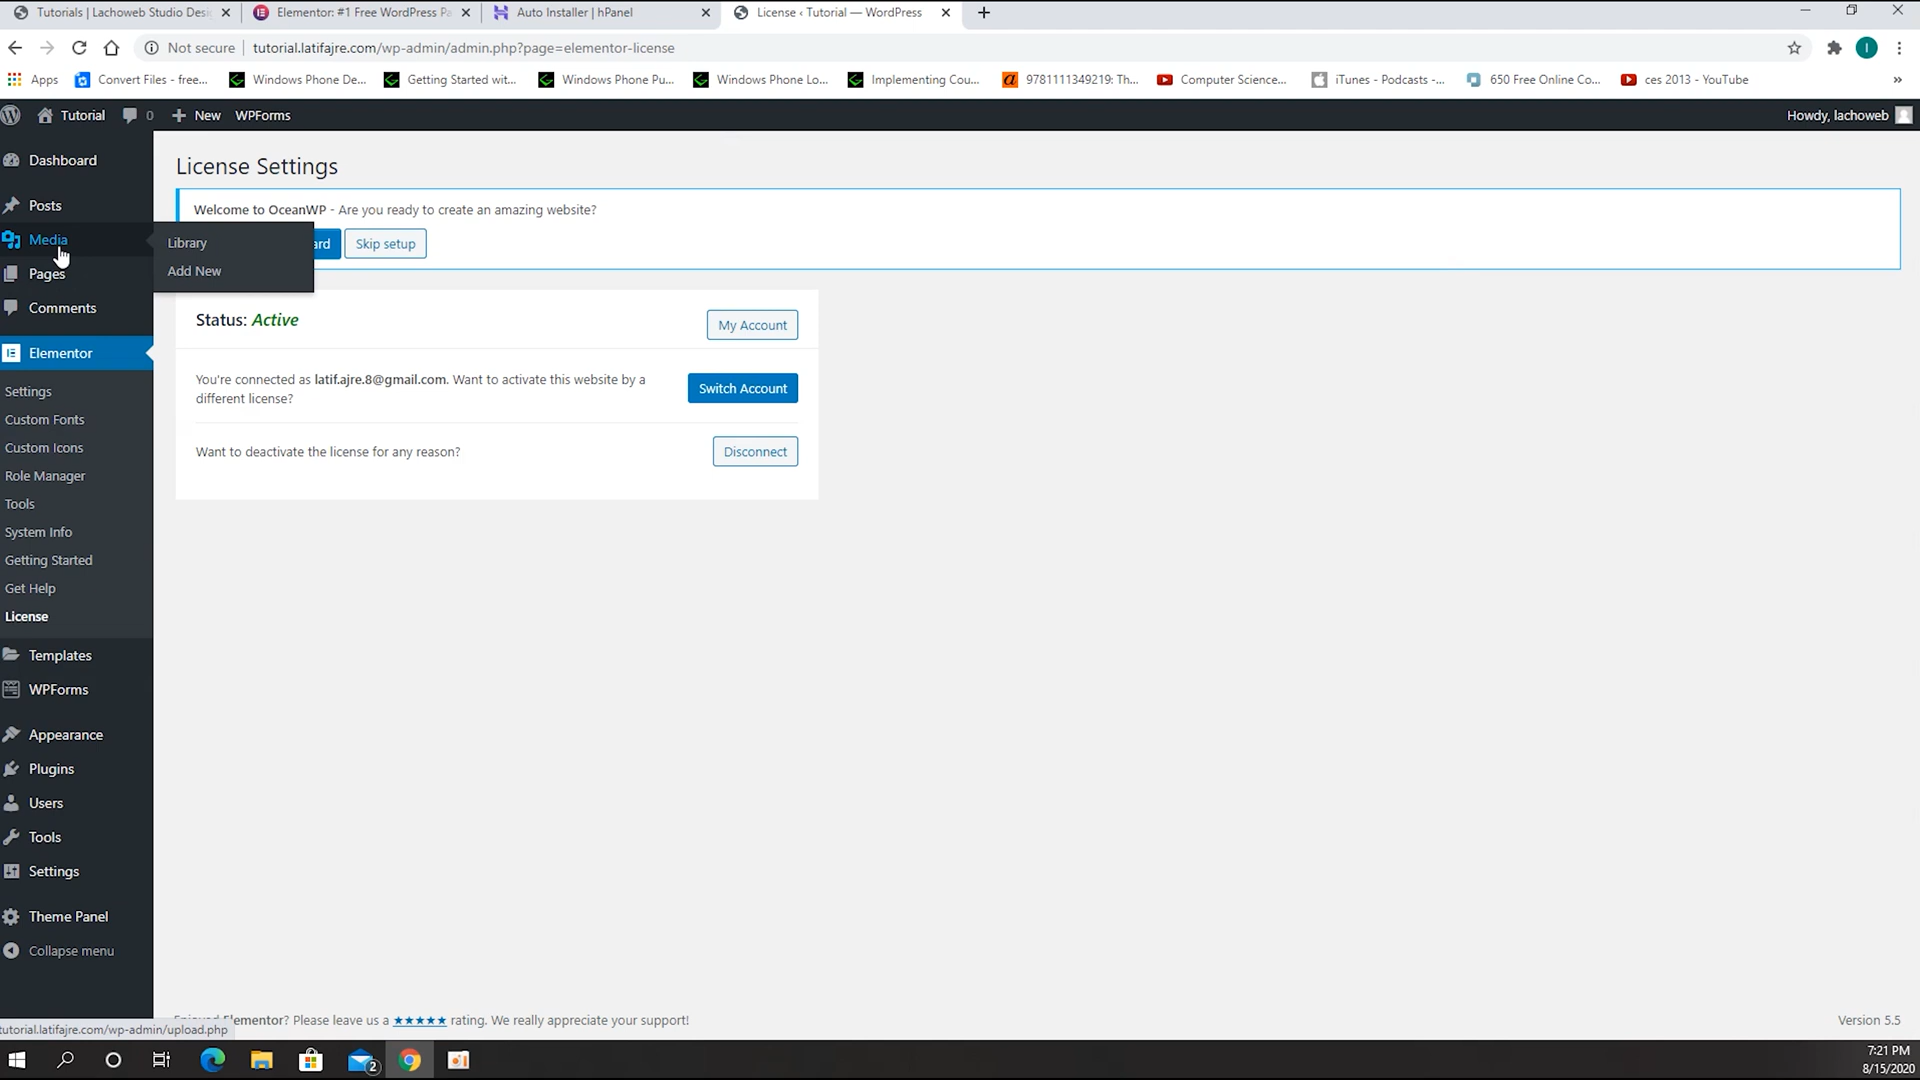 Tutorials | Lachoweb Studio Desi
Elementor: #1 Free WordPress Pa
Auto Installer | hPanel
License ‹ Tutorial — WordPress
Not secure
tutorial.latifajre.com/wp-admin/admin.php?page=elementor-license
Apps
Convert Files - free...
Windows Phone De...
Getting Started wit...
Windows Phone Pu...
Windows Phone Lo...
Implementing Cou...
9781111349219: Th...
Computer Science...
iTunes - Podcasts -...
650 Free Online Co...
ces 2013 - YouTube
Tutorial
0
New
WPForms
Howdy, lachoweb
Dashboard
Posts
Media
Pages
Comments
Elementor
Settings
Custom Fonts
Custom Icons
Role Manager
Tools
System Info
Getting Started
Get Help
License
Templates
WPForms
Appearance
Plugins
Users
Tools
Settings
Theme Panel
Collapse menu
Library
Add New
License Settings
Welcome to OceanWP - Are you ready to create an amazing website?
ard
Skip setup
Status: Active
My Account
You're connected as latif.ajre.8@gmail.com. Want to activate this website by a
different license?
Switch Account
Want to deactivate the license for any reason?
Disconnect
Enjoyed Elementor? Please leave us a ★★★★★ rating. We really appreciate your support!
Version 5.5
tutorial.latifajre.com/wp-admin/upload.php
2
7:21 PM
8/15/2020